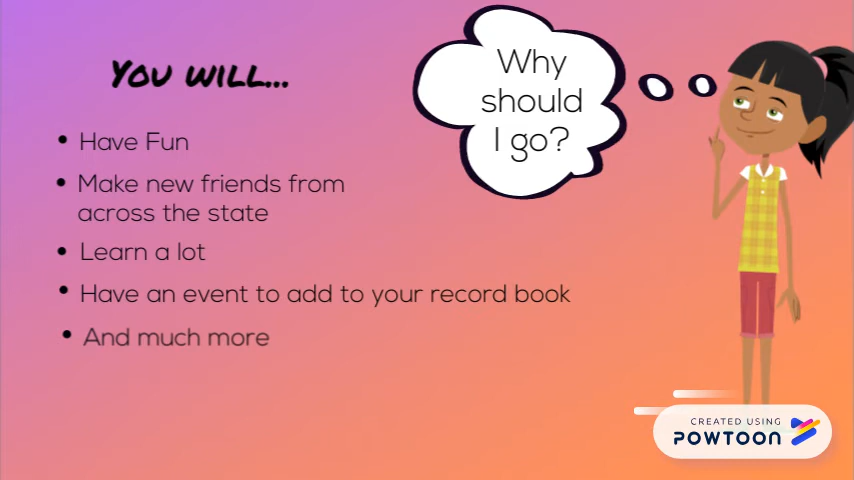 You will...
Why
should
I go?
• Have Fun
• Make new friends from
across the state
• Learn a lot
• Have an event to add to your record book
• And much more
CREATED USING
POWTOON